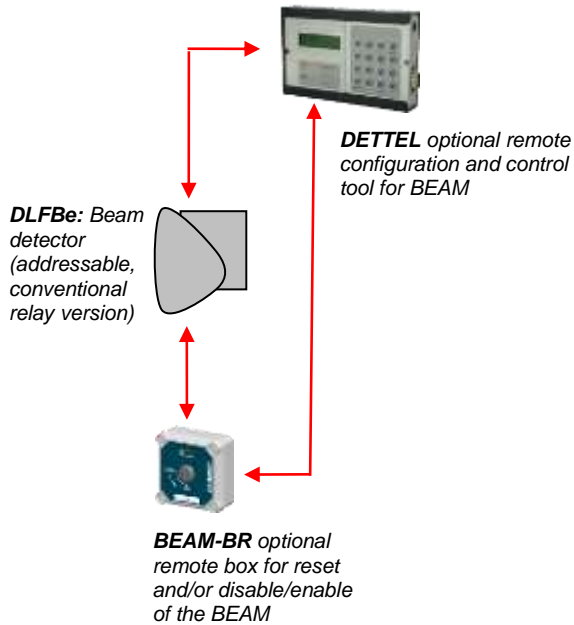 DETTEL optional remote
configuration and control
tool for BEAM
DLFBe: Beam
detector
(addressable,
conventional
relay version)
BEAM-BR optional
remote box for reset
and/or disable/enable
of the BEAM